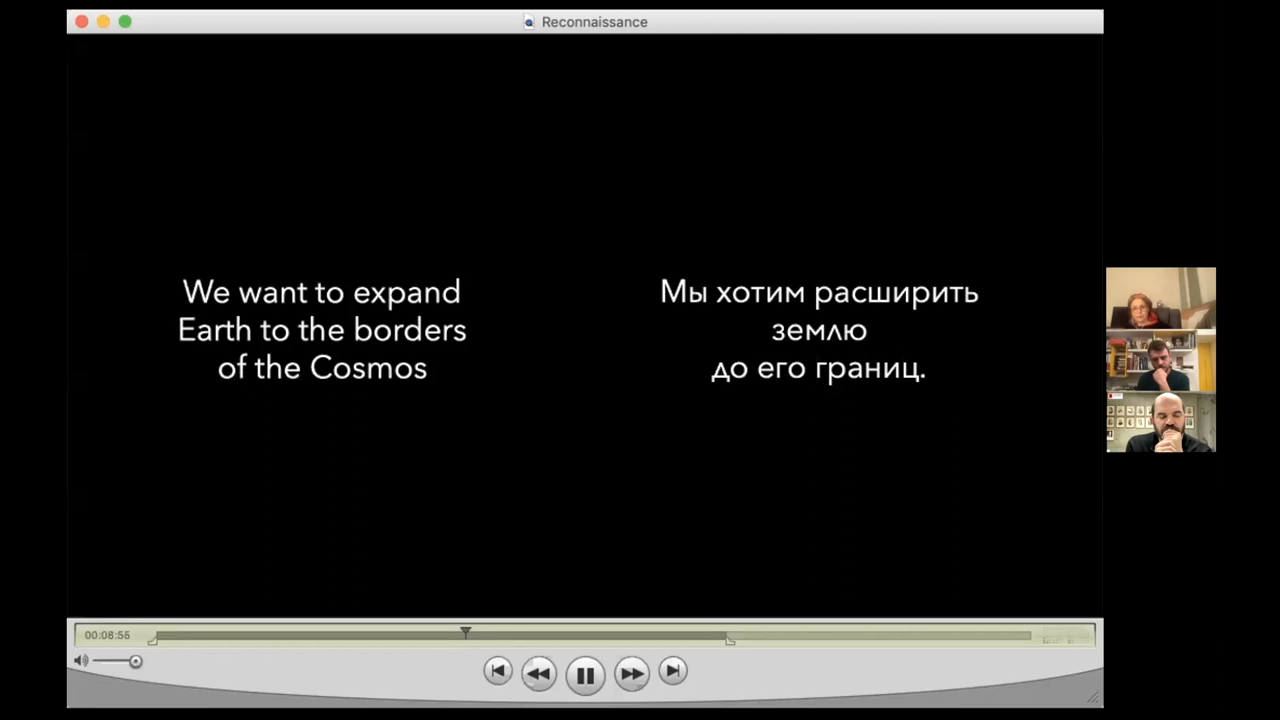 Reconnaissance
We want to expand
Earth to the borders
of the Cosmos
Мы хотим расширить
землю
до его границ.
00:08:55